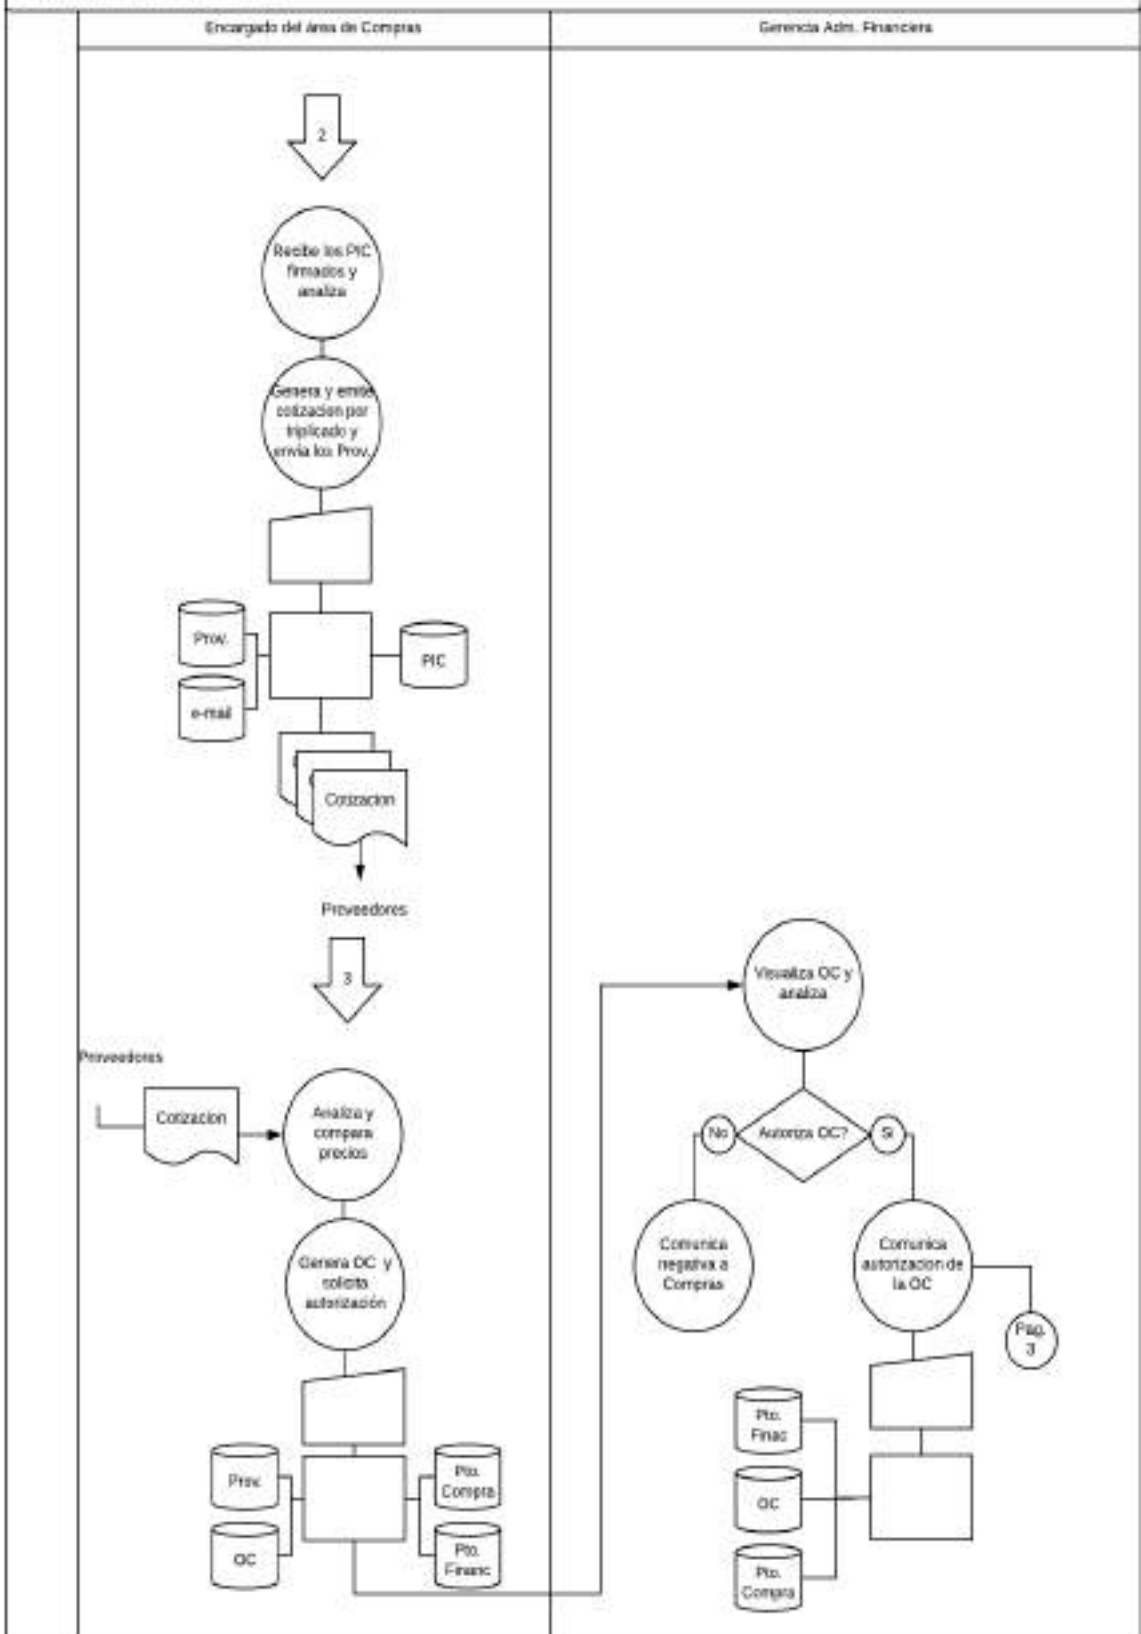 Encargado del área de Compras
Gerencia Adm. Financiera
2
Recibe los PIC
firmados y
analiza
Genera y emite
cotizacion por
triplicado y
envia los Prov.
Prov.
e-mail
PIC
Cotizacion
Proveedores
3
Proveedores
Cotizacion
Analiza y
compara
precios
Genera OC y
solicita
autorización
Prov.
OC
Pto.
Compra
Pto.
Financ
Visualiza OC y
analiza
No
Autoriza OC?
Si
Comunica
negativa a
Compras
Comunica
autorizacion de
la OC
Pag.
3
Pto.
Finac
OC
Pto.
Compra